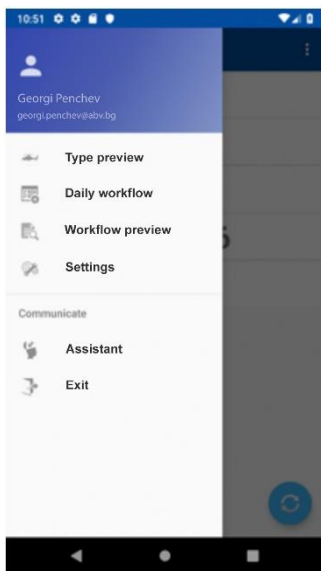 10:51
Georgi Penchev
georgi.penchev@abv.bg
Type preview
Daily workflow
Workflow preview
Settings
Communicate
Assistant
Exit